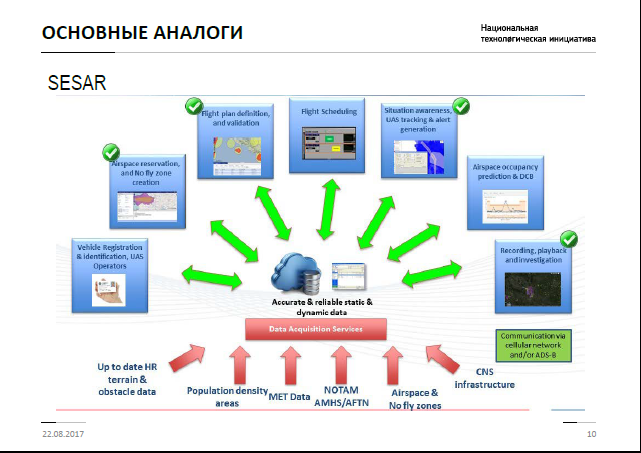 ОСНОВНЫЕ АНАЛОГИ
Национальная
технологическая инициатива
SESAR
Flight plan definition,
and validation
Flight Scheduling
Situation awareness,
UAS tracking & alert
generation
Airspace reservation,
and No fly zone
creation
Airspace occupancy
prediction & DCB
Vehicle Registration
& Identification, UAS
Operators
Recording, playback
and investigation
Accurate & reliable static &
dynamic data
Data Acquisition Services
Communication via
cellular network
and/or ADS-B
Up to date HR
terrain &
obstacle data
Population density
areas
MET Data
NOTAM
AMHS/AFTN
Airspace &
No fly zones
CNS
infrastructure
22.08.2017
10